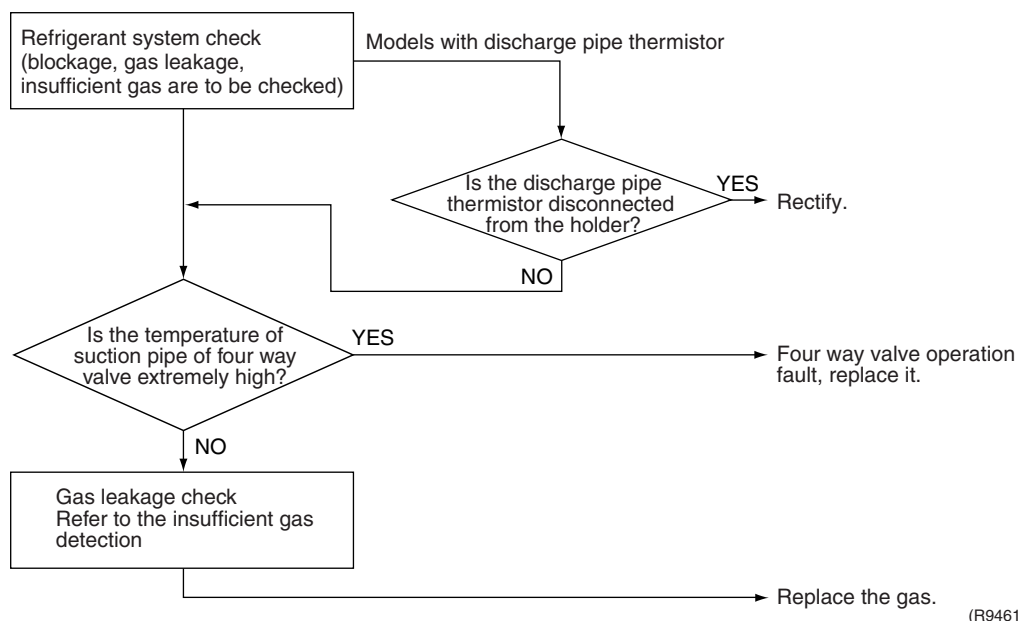 Refrigerant system check
(blockage, gas leakage,
insufficient gas are to be checked)
Models with discharge pipe thermistor
Is the discharge pipe
thermistor disconnected
from the holder?
YES
Rectify.
NO
Is the temperature of
suction pipe of four way
valve extremely high?
YES
Four way valve operation
fault, replace it.
NO
Gas leakage check
Refer to the insufficient gas
detection
Replace the gas.
(R9461